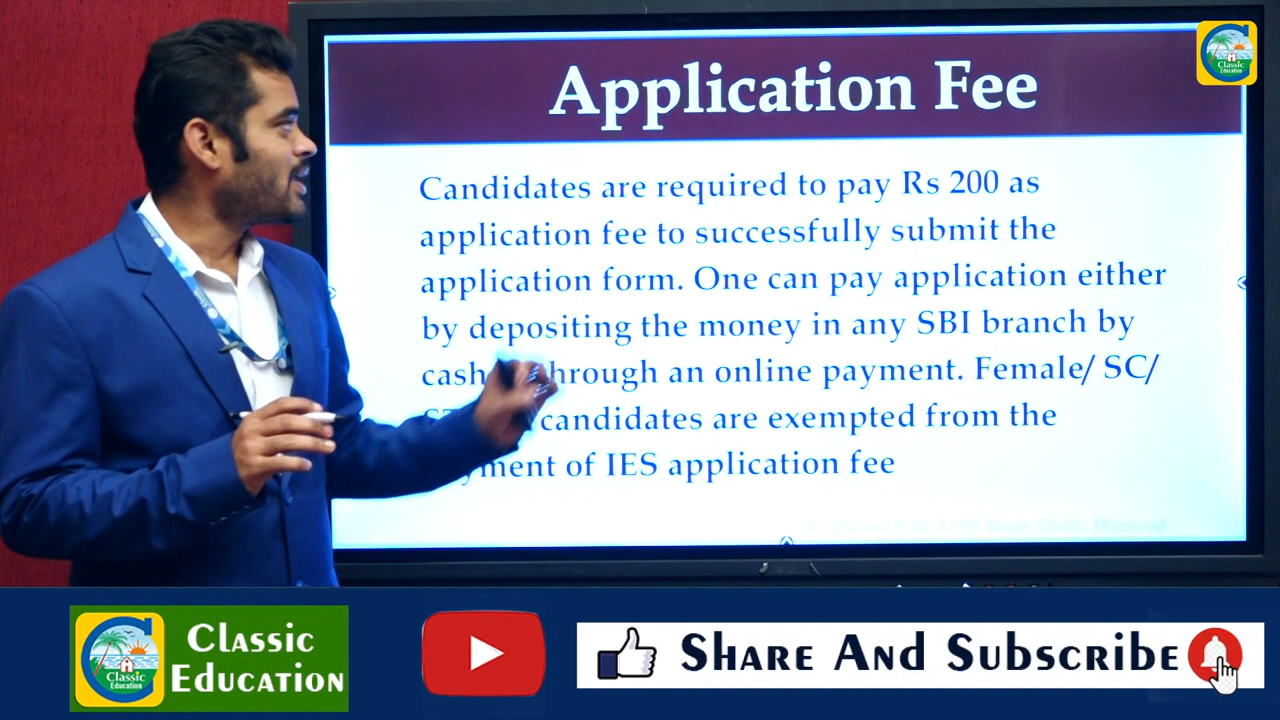 Application Fee
Classic
Education
Candidates are required to pay Rs 200 as
application fee to successfully submit the
application form. One can pay application either
by depositing the money in any SBI branch by
cash through an online payment. Female/ SC/
candidates are exempted from the
of IES application fee
Classic
Education
Classic
Education
Share And Subscribe